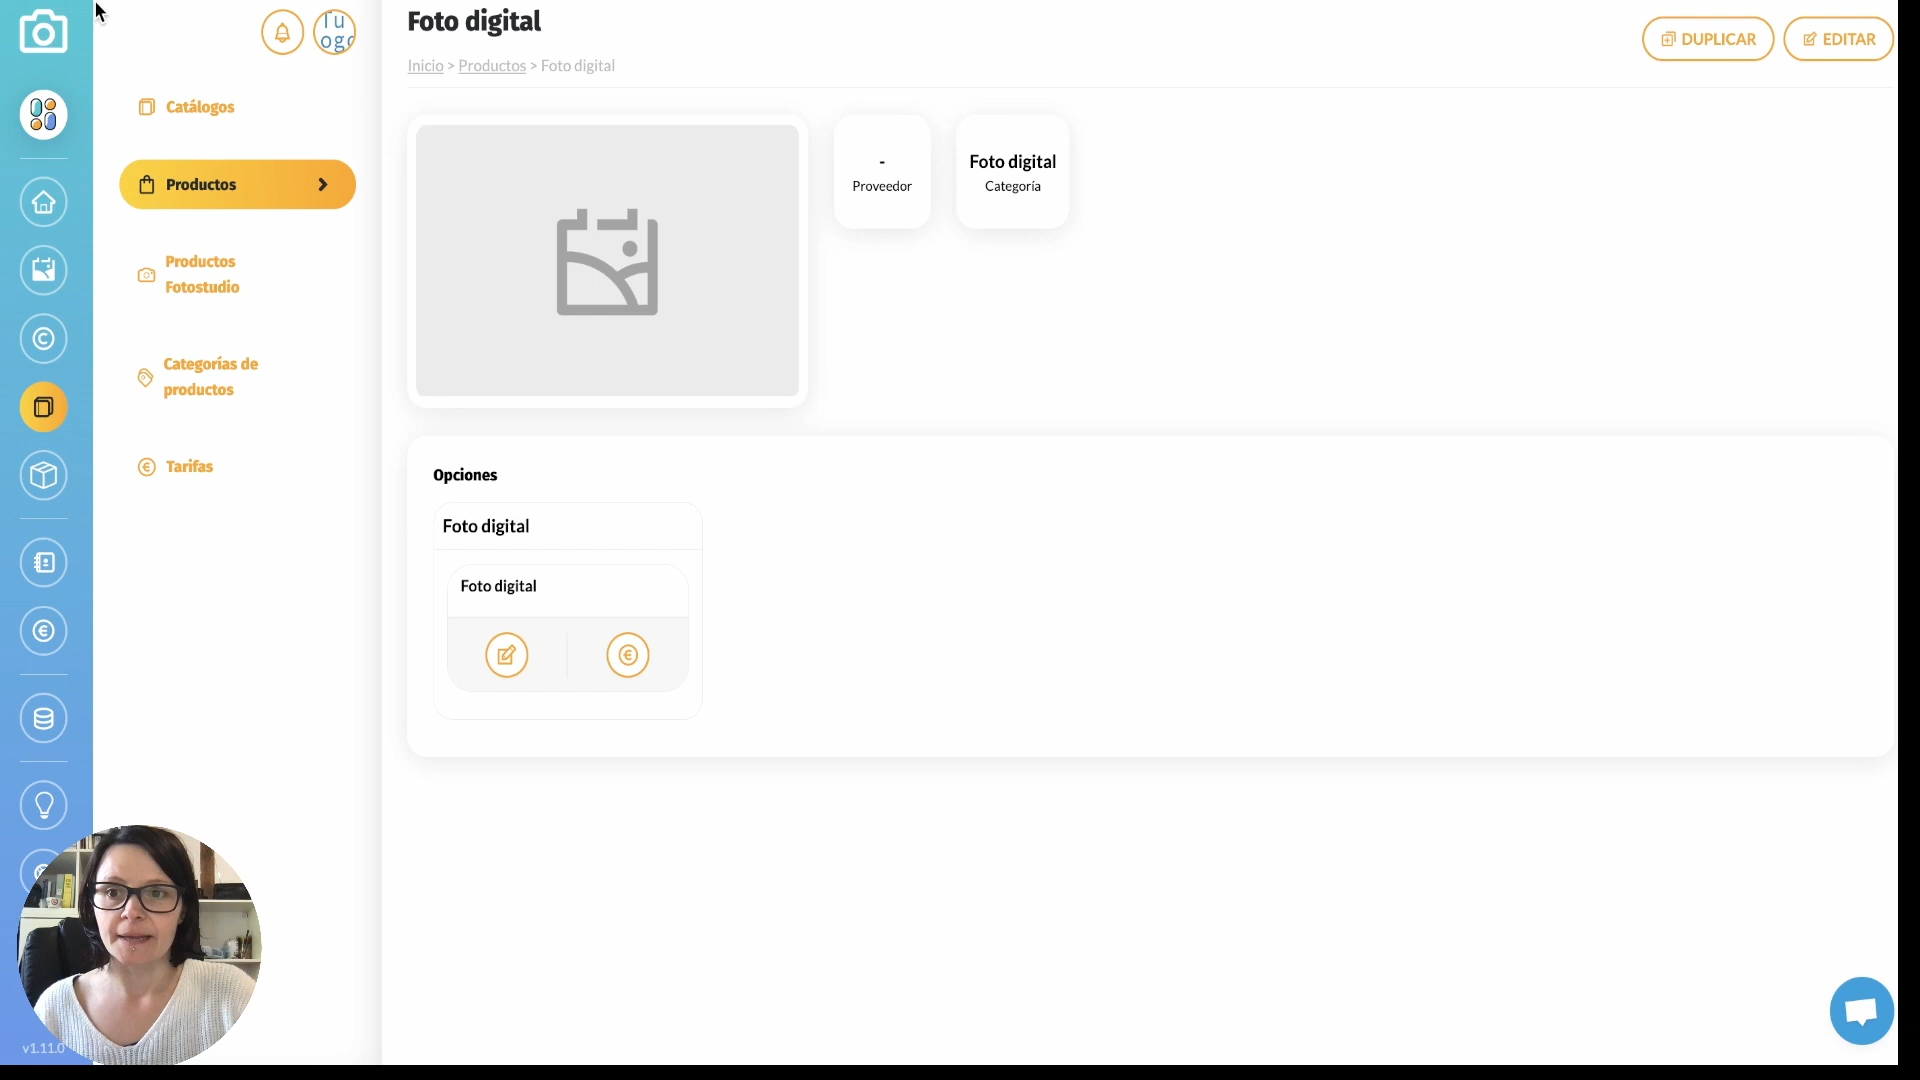 Foto digital
Inicio > Productos > Foto digital
DUPLICAR
EDITAR
Catálogos
Productos
Productos
Fotostudio
Categorías de
productos
Tarifas
-
Proveedor
Foto digital
Categoría
Opciones
Foto digital
Foto digital
v1.11.0